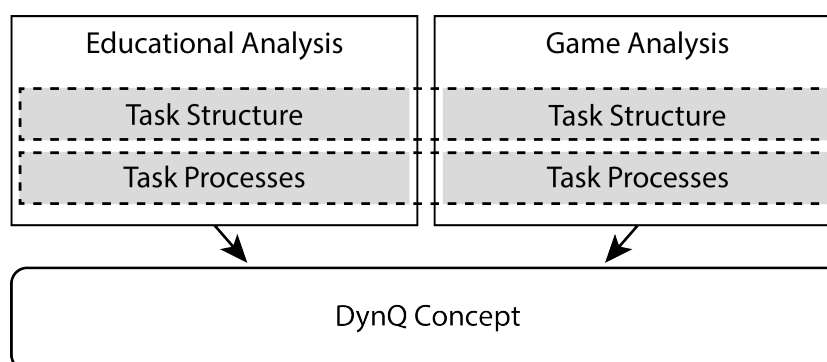 Educational Analysis
Task Structure
Task Processes
Game Analysis
Task Structure
Task Processes
DynQ Concept